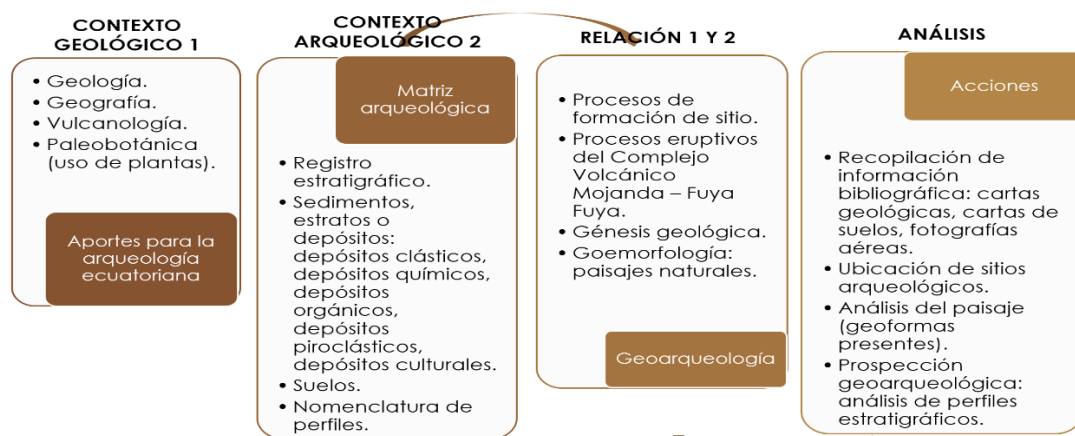 CONTEXTO
GEOLÓGICO 1
• Geología.
• Geografía.
• Vulcanología.
• Paleobotánica
(uso de plantas).
Aportes para la
arqueología
ecuatoriana
CONTEXTO
ARQUEOLÓGICO 2
Matriz
arqueológica
• Registro
estratigráfico.
• Sedimentos,
estratos o
depósitos:
depósitos clásticos,
depósitos químicos,
depósitos
orgánicos,
depósitos
piroclásticos,
depósitos culturales.
• Suelos.
• Nomenclatura de
perfiles.
RELACIÓN 1 Y 2
• Procesos de
formación de sitio.
• Procesos eruptivos
del Complejo
Volcánico
Mojanda – Fuya
Fuya.
• Génesis geológica.
• Goemorfología:
paisajes naturales.
Geoarqueología
ANÁLISIS
Acciones
• Recopilación de
información
bibliográfica: cartas
geológicas, cartas de
suelos, fotografías
aéreas.
• Ubicación de sitios
arqueológicos.
• Análisis del paisaje
(geoformas
presentes).
• Prospección
geoarqueológica:
análisis de perfiles
estratigráficos.